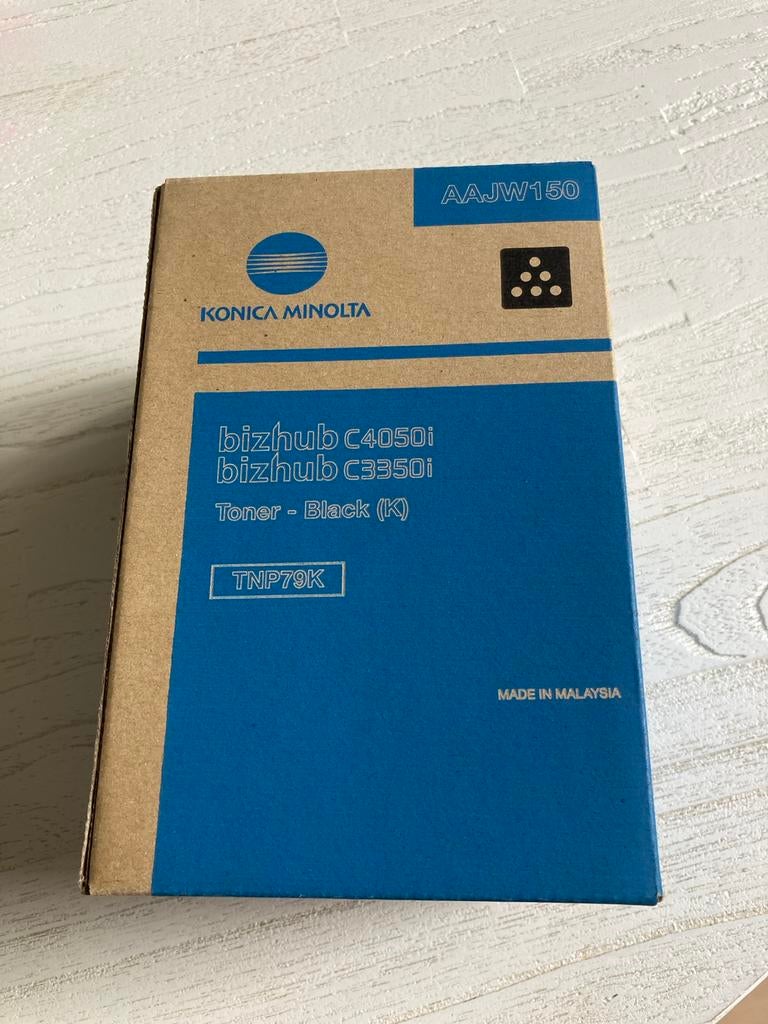 AAJW150
KONICA MINOLTA
bizhub C4050i
bizhub C3350i
Toner - Black (K)
TNP79K
MADE IN MALAYSIA